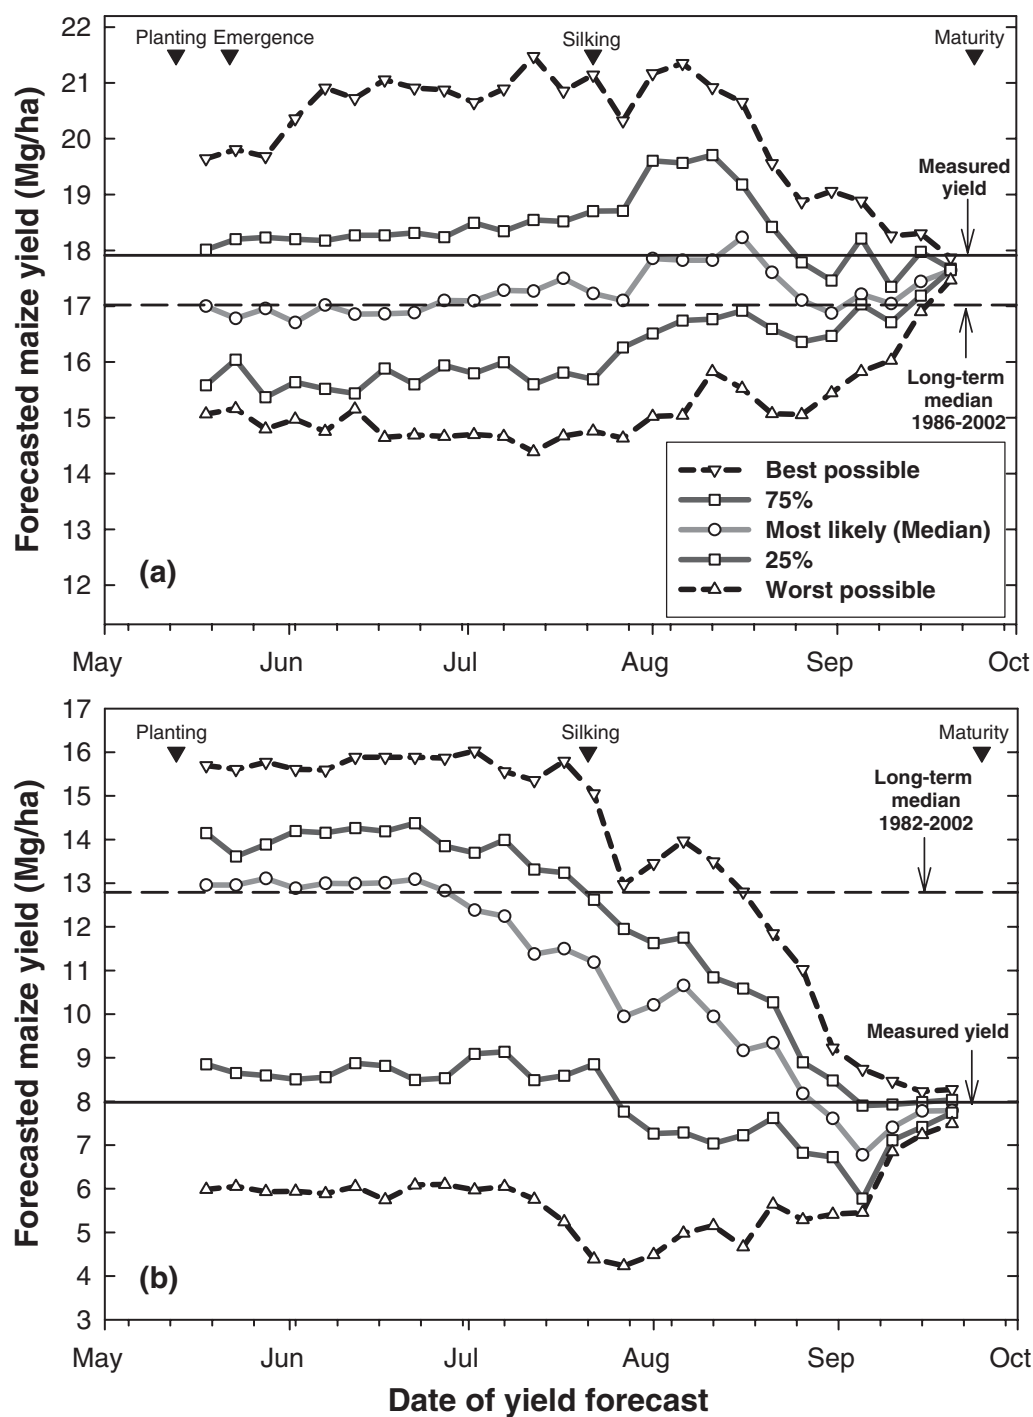 Planting Emergence Silking Maturity
22
21
20
19
18
17
16
15
14
13
12
Forecasted maize yield (Mg/ha)
Measured
yield
Long-term
median
1986-2002
Best possible
75%
Most likely (Median)
25%
Worst possible
(a)
May Jun Jul Aug Sep Oct
17
16
15
14
13
12
11
10
9
8
7
6
5
4
3
Forecasted maize yield (Mg/ha)
Planting Silking Maturity
Long-term
median
1982-2002
Measured yield
(b)
May Jun Jul Aug Sep Oct
Date of yield forecast